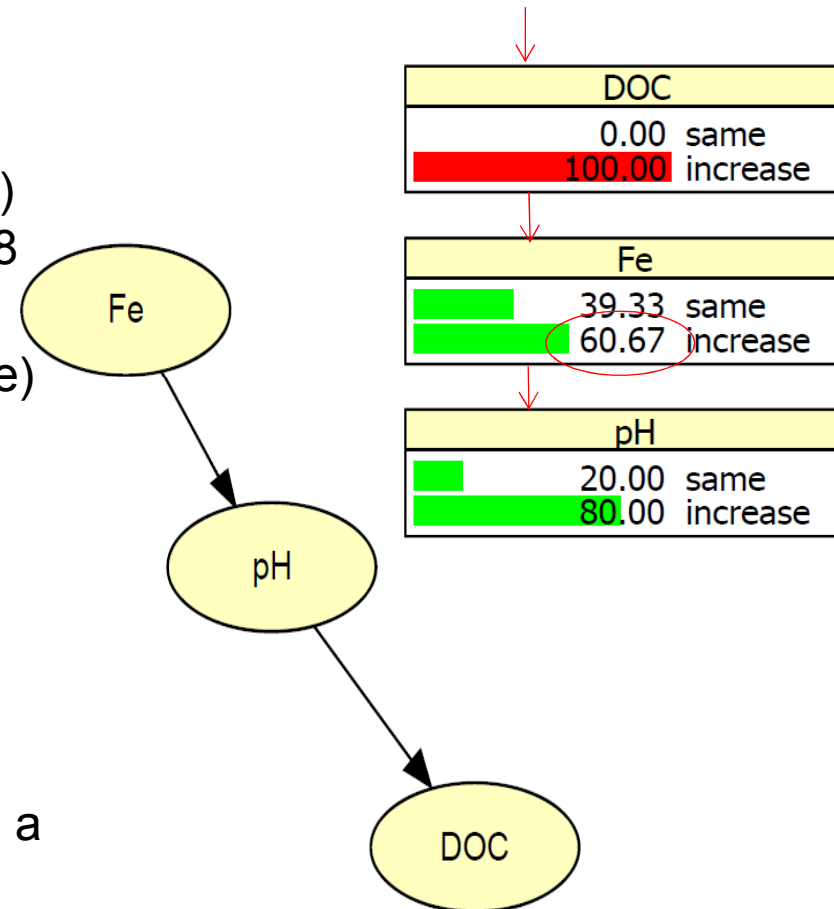 )
8
e)
Fe
pH
DOC
a
DOC
0.00 same
100.00 increase
Fe
39.33 same
60.67 increase
pH
20.00 same
80.00 increase